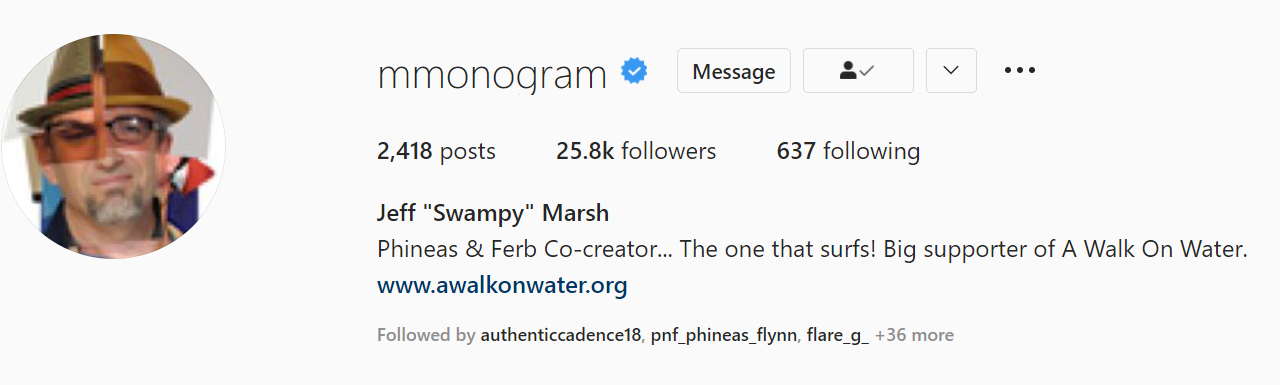 mmonogram Message
2,418 posts 25.8k followers 637 following
Jeff "Swampy" Marsh
Phineas & Ferb Co-creator... The one that surfs! Big supporter of A Walk On Water.
www.awalkonwater.org
Followed by authenticcadence18, pnf_phineas_flynn, flare_g_ +36 more